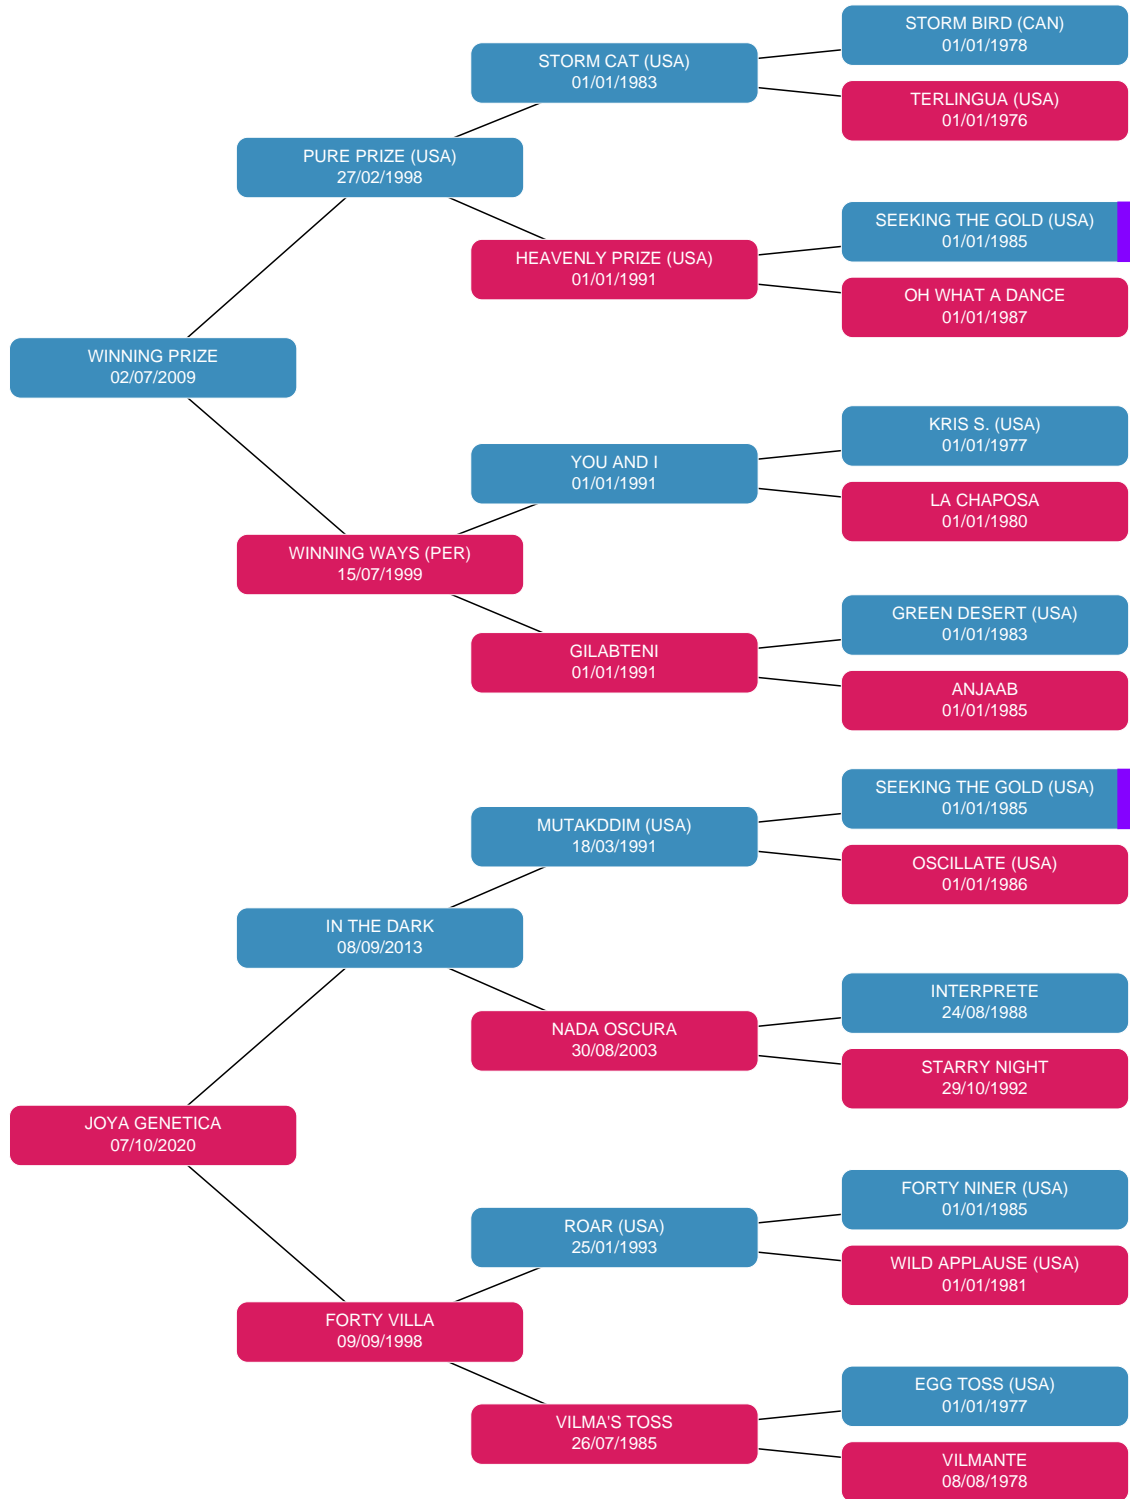 STORM BIRD (CAN)
01/01/1978
STORM CAT (USA)
01/01/1983
TERLINGUA (USA)
01/01/1976
PURE PRIZE (USA)
27/02/1998
SEEKING THE GOLD (USA)
01/01/1985
HEAVENLY PRIZE (USA)
01/01/1991
OH WHAT A DANCE
01/01/1987
WINNING PRIZE
02/07/2009
KRIS S. (USA)
01/01/1977
YOU AND I
01/01/1991
LA CHAPOSA
01/01/1980
WINNING WAYS (PER)
15/07/1999
GREEN DESERT (USA)
01/01/1983
GILABTENI
01/01/1991
ANJAAB
01/01/1985
SEEKING THE GOLD (USA)
01/01/1985
MUTAKDDIM (USA)
18/03/1991
OSCILLATE (USA)
01/01/1986
IN THE DARK
08/09/2013
INTERPRETE
24/08/1988
NADA OSCURA
30/08/2003
STARRY NIGHT
29/10/1992
JOYA GENETICA
07/10/2020
FORTY NINER (USA)
01/01/1985
ROAR (USA)
25/01/1993
WILD APPLAUSE (USA)
01/01/1981
FORTY VILLA
09/09/1998
EGG TOSS (USA)
01/01/1977
VILMA'S TOSS
26/07/1985
VILMANTE
08/08/1978